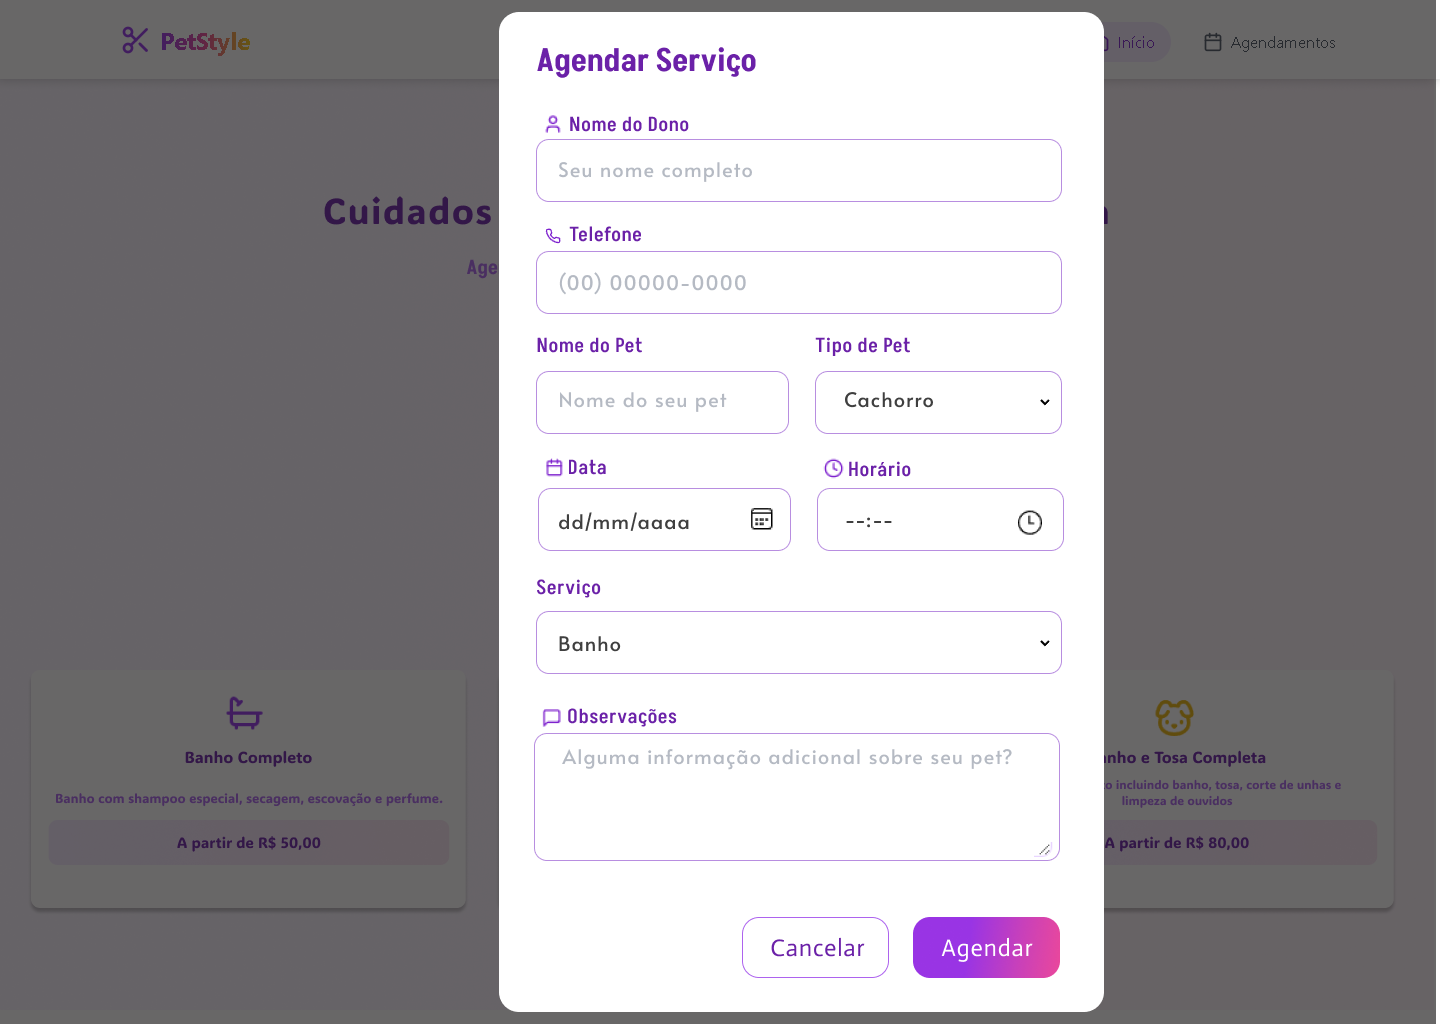 PetStyle
Início
Agendamentos
Cuidados
Agendar Serviço
Nome do Dono
Seu nome completo
Telefone
(00) 00000-0000
Nome do Pet
Tipo de Pet
Nome do seu pet
Cachorro
Data
Horário
dd/mm/aaaa
--:--
Serviço
Banho
Observações
Alguma informação adicional sobre seu pet?
Cancelar
Agendar
Banho Completo
Banho com shampoo especial, secagem, escovação e perfume.
A partir de R$ 50,00
e Tosa Completa
incluindo banho, tosa, corte de unhas e
limpeza de ouvidos
A partir de R$ 80,00